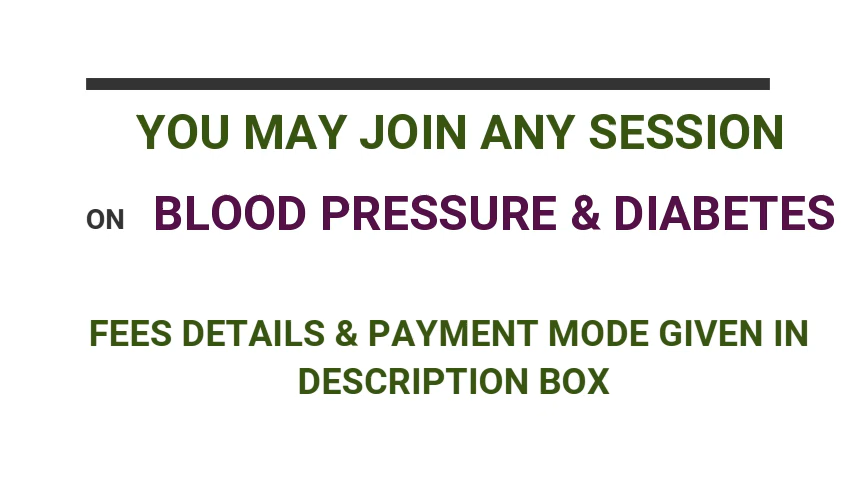 YOU MAY JOIN ANY SESSION
ON BLOOD PRESSURE & DIABETES
FEES DETAILS & PAYMENT MODE GIVEN IN
DESCRIPTION BOX